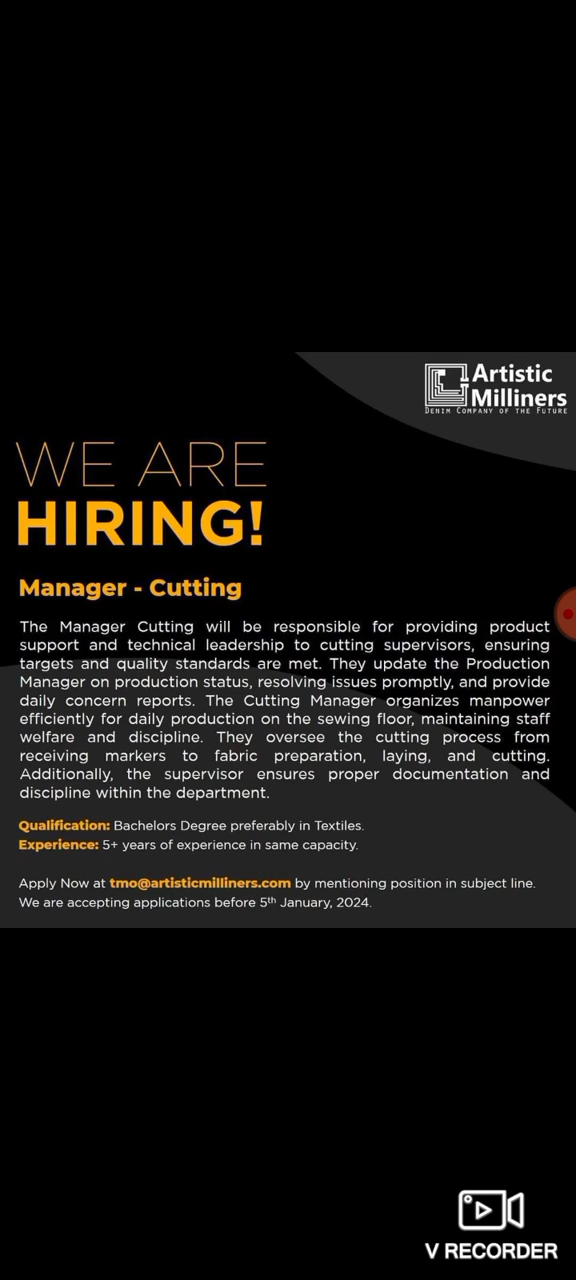 Artistic
Milliners
DENIM COMPANY OF THE FUTURE
WE ARE
HIRING!
Manager - Cutting
The Manager Cutting will be responsible for providing product
support and technical leadership to cutting supervisors, ensuring
targets and quality standards are met. They update the Production
Manager on production status, resolving issues promptly, and provide
daily concern reports. The Cutting Manager organizes manpower
efficiently for daily production on the sewing floor, maintaining staff
welfare and discipline. They oversee the cutting process from
receiving markers to fabric preparation, laying, and cutting.
Additionally, the supervisor ensures proper documentation and
discipline within the department.
Qualification: Bachelors Degree preferably in Textiles.
Experience: 5+ years of experience in same capacity.
Apply Now at tmo@artisticmilliners.com by mentioning position in subject line.
We are accepting applications before 5th January, 2024.
V RECORDER